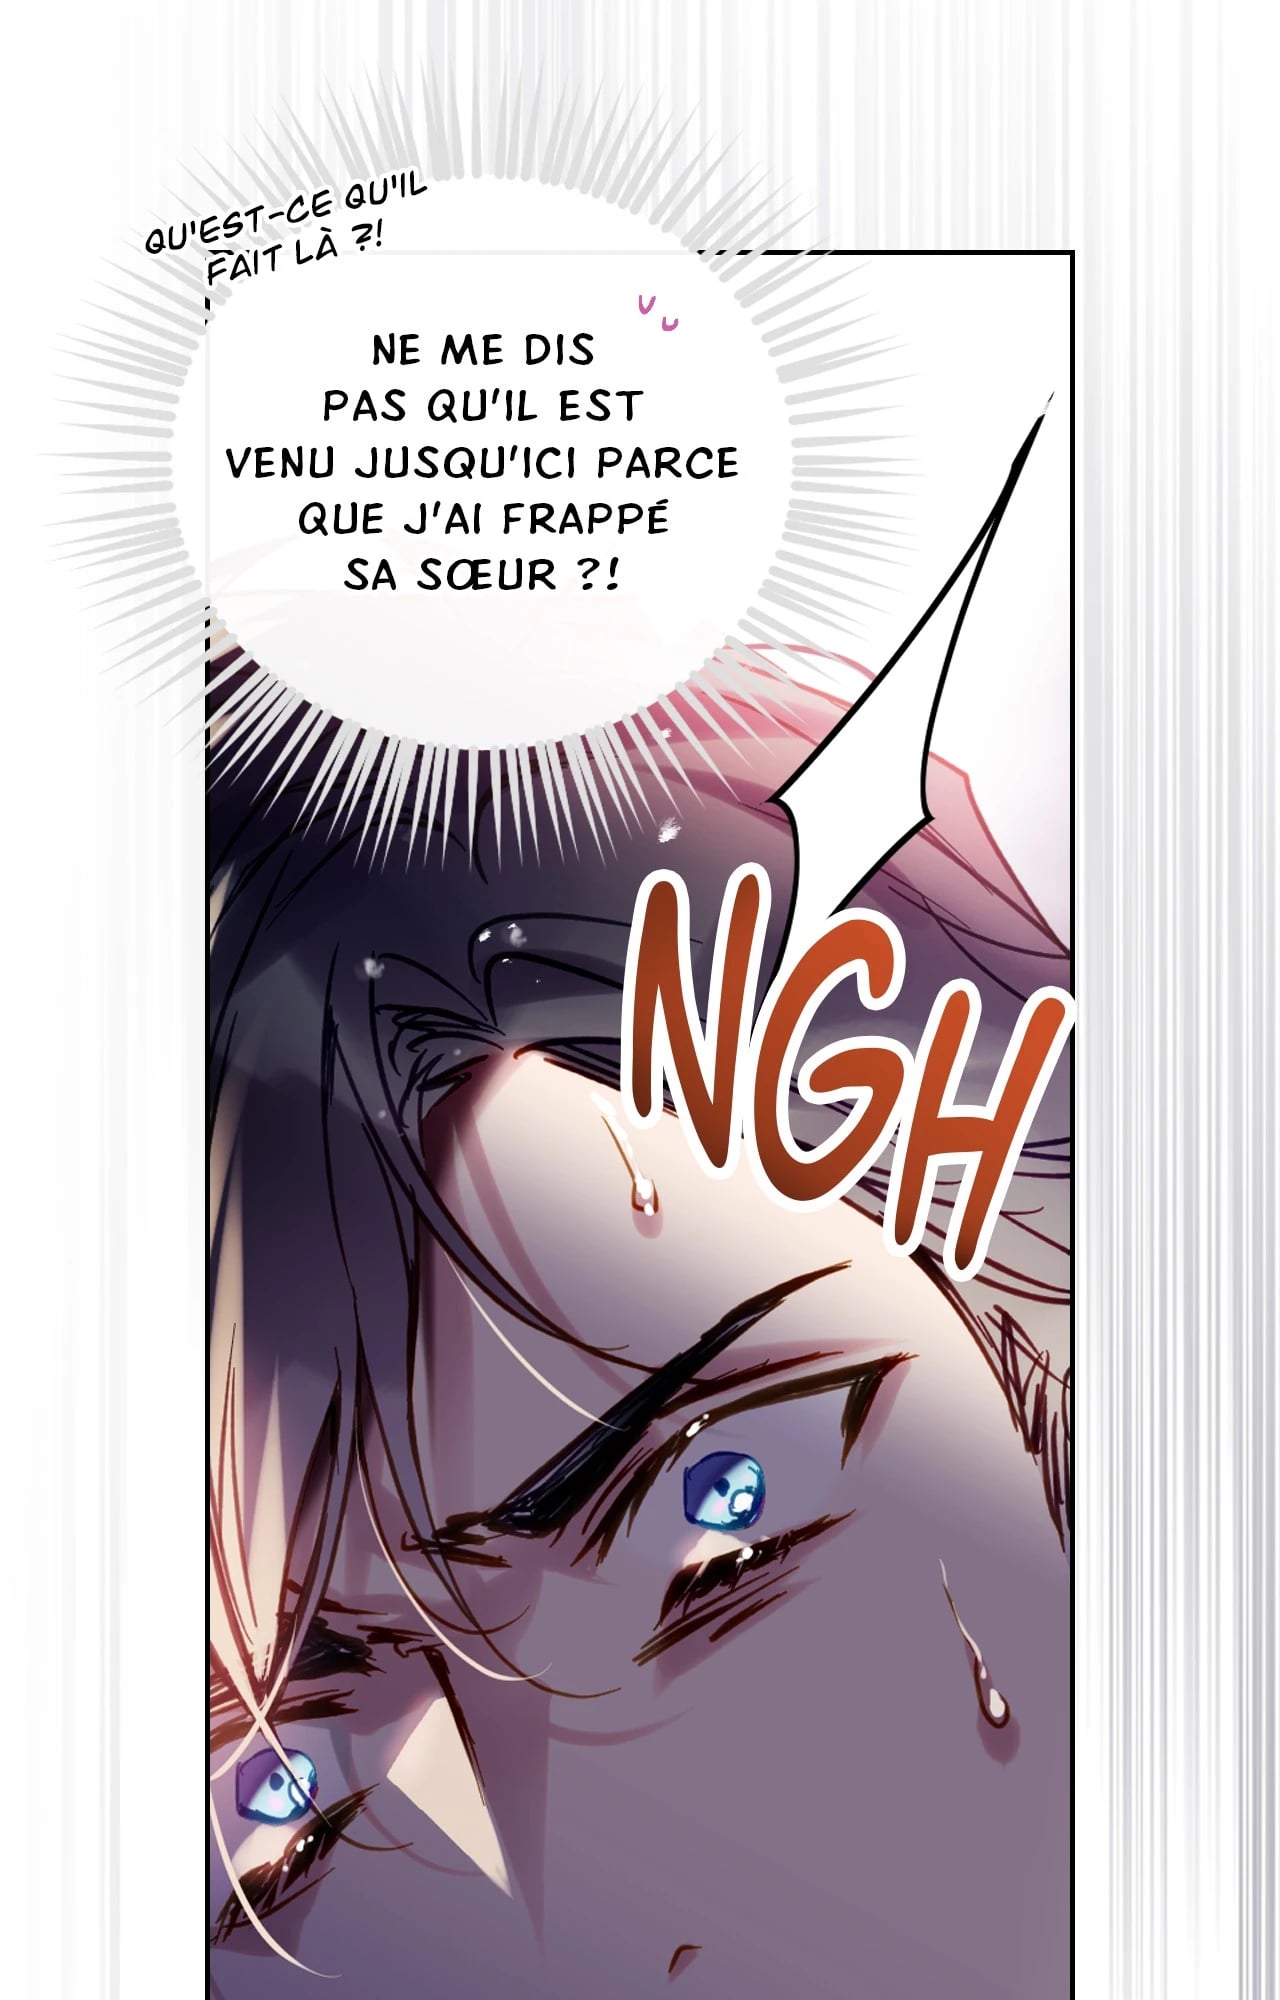 QU'EST-CE QU'IL
FAIT LÀ ?!
NE ME DIS
PAS QU'IL EST
VENU JUSQU'ICI PARCE
QUE J'AI FRAPPÉ
SA SŒUR ?!
NGH